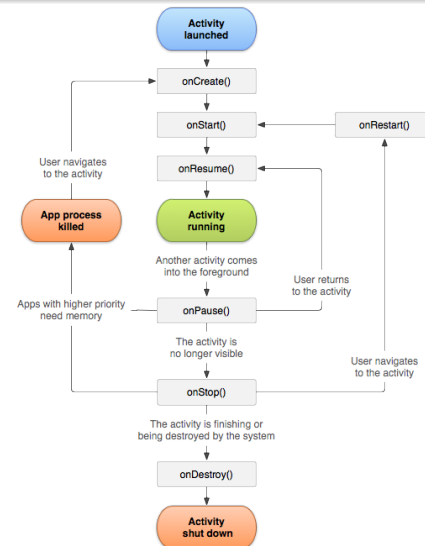 Activity
launched
onCreate()
onStart()
onRestart()
User navigates
to the activity
onResume()
App process
killed
Activity
running
Another activity comes
into the foreground
User returns
to the activity
Apps with higher priority
need memory
onPause()
The activity is
no longer visible
User navigates
to the activity
onStop()
The activity is finishing or
being destroyed by the system
onDestroy()
Activity
shut down